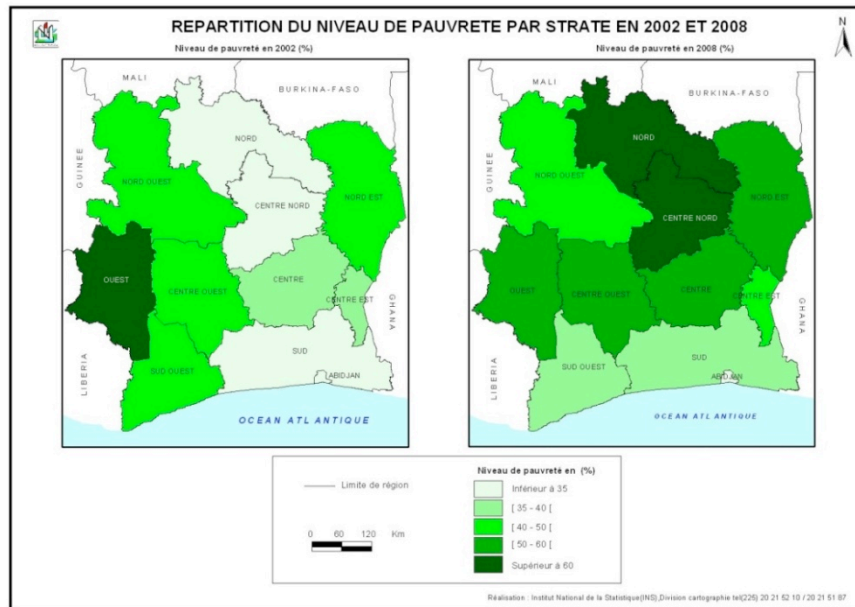 REPARTITION DU NIVEAU DE PAUVRETE PAR STRATE EN 2002 ET 2008
N
Niveau de pauvreté en 2002 (%)
MALI
BURKINA-FASO
GUINEE
NORD
NORD OUEST
NORD EST
CENTRE NORD
OUEST
CENTRE OUEST
CENTRE
CENTRE EST
GHANA
LIBERIA
SUD OUEST
SUD
ABIDJAN
OCEAN ATLANTIQUE
Niveau de pauvreté en 2008 (%)
MALI
BURKINA-FASO
GUINEE
NORD
NORD OUEST
NORD EST
CENTRE NORD
OUEST
CENTRE OUEST
CENTRE
CENTRE EST
GHANA
LIBERIA
SUD OUEST
SUD
ABIDJAN
OCEAN ATLANTIQUE
Limite de région
0 60 120 Km
Niveau de pauvreté en (%)
Inférieur à 35
[ 35 - 40 [
[ 40 - 50 [
[ 50 - 60 [
Supérieur à 60
Réalisation : Institut National de la Statistique(INS),Division cartographie tel(225) 20 21 52 10 / 20 21 51 87